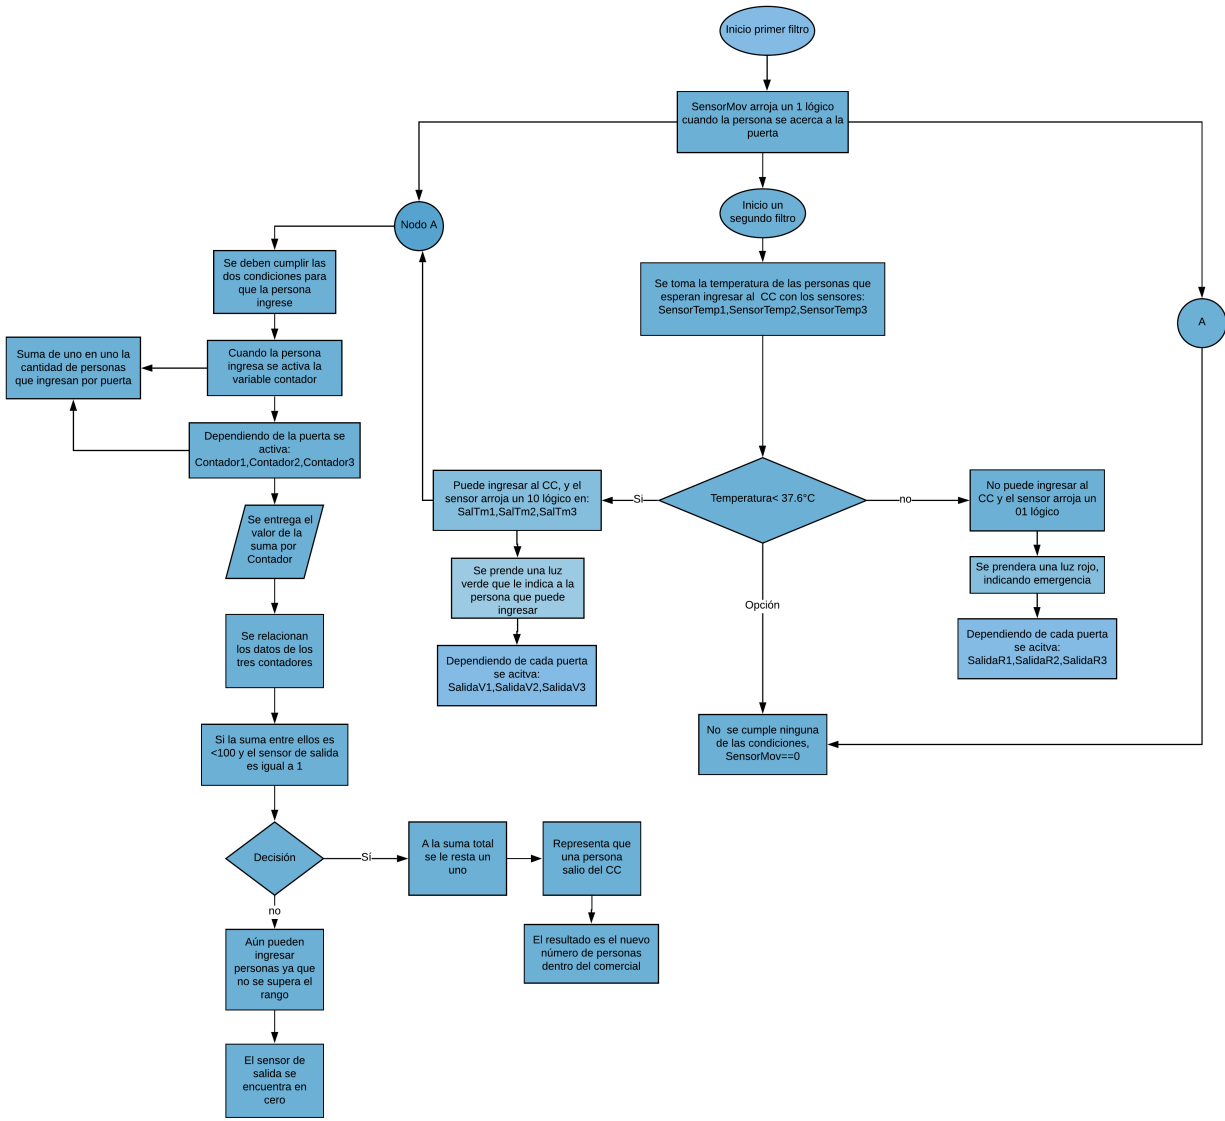 Inicio primer filtro
SensorMov arroja un 1 lógico
cuando la persona se acerca a la
puerta
Inicio un
segundo filtro
Nodo A
Se deben cumplir las
dos condiciones para
que la persona
ingrese
Se toma la temperatura de las personas que
esperan ingresar al CC con los sensores:
SensorTemp1,SensorTemp2,SensorTemp3
A
Suma de uno en uno la
cantidad de personas
que ingresan por puerta
Cuando la persona
ingresa se activa la
variable contador
Dependiendo de la puerta se
activa:
Contador1,Contador2,Contador3
Se entrega el
valor de la
suma por
Contador
Se relacionan
los datos de los
tres contadores
Si la suma entre ellos es
<100 y el sensor de salida
es igual a 1
Decisión
Sí
no
A la suma total
se le resta un
uno
Representa que
una persona
salio del CC
El resultado es el nuevo
número de personas
dentro del comercial
Aún pueden
ingresar
personas ya que
no se supera el
rango
El sensor de
salida se
encuentra en
cero
Puede ingresar al CC, y el
sensor arroja un 10 lógico en:
SalTm1,SalTm2,SalTm3
Si
Temperatura< 37.6°C
no
No puede ingresar al
CC y el sensor arroja un
01 lógico
Se prende una luz
verde que le indica a la
persona que puede
ingresar
Dependiendo de cada puerta
se acitva:
SalidaV1,SalidaV2,SalidaV3
Opción
Se prendera una luz rojo,
indicando emergencia
Dependiendo de cada puerta
se acitva:
SalidaR1,SalidaR2,SalidaR3
No se cumple ninguna
de las condiciones,
SensorMov==0